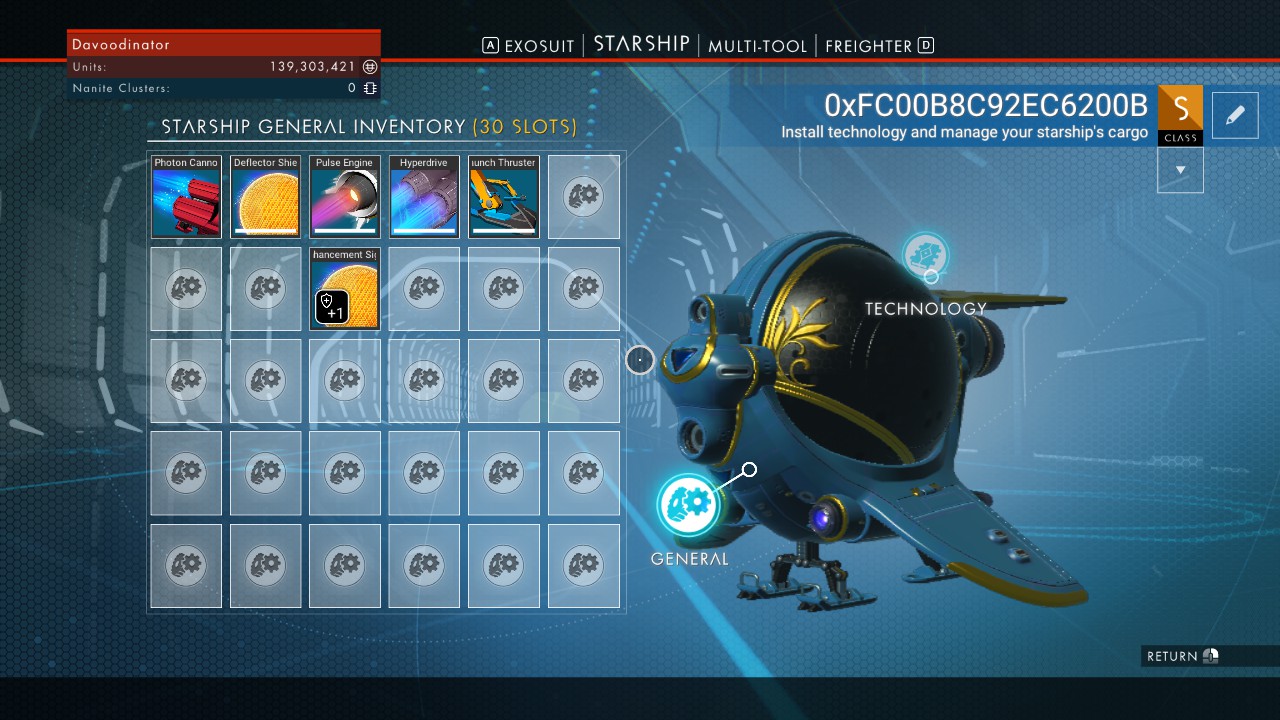 Davoodinator
Units: 139,303,421
Nanite Clusters: 0
A EXOSUIT STARSHIP MULTI-TOOL FREIGHTER D
0xFC00B8C92EC6200B
Install technology and manage your starship's cargo
S
CLASS
STARSHIP GENERAL INVENTORY (30 SLOTS)
Photon Canno Deflector Shie Pulse Engine Hyperdrive unch Thruster
hancement Sig
+1
TECHNOLOGY
GENERAL
RETURN